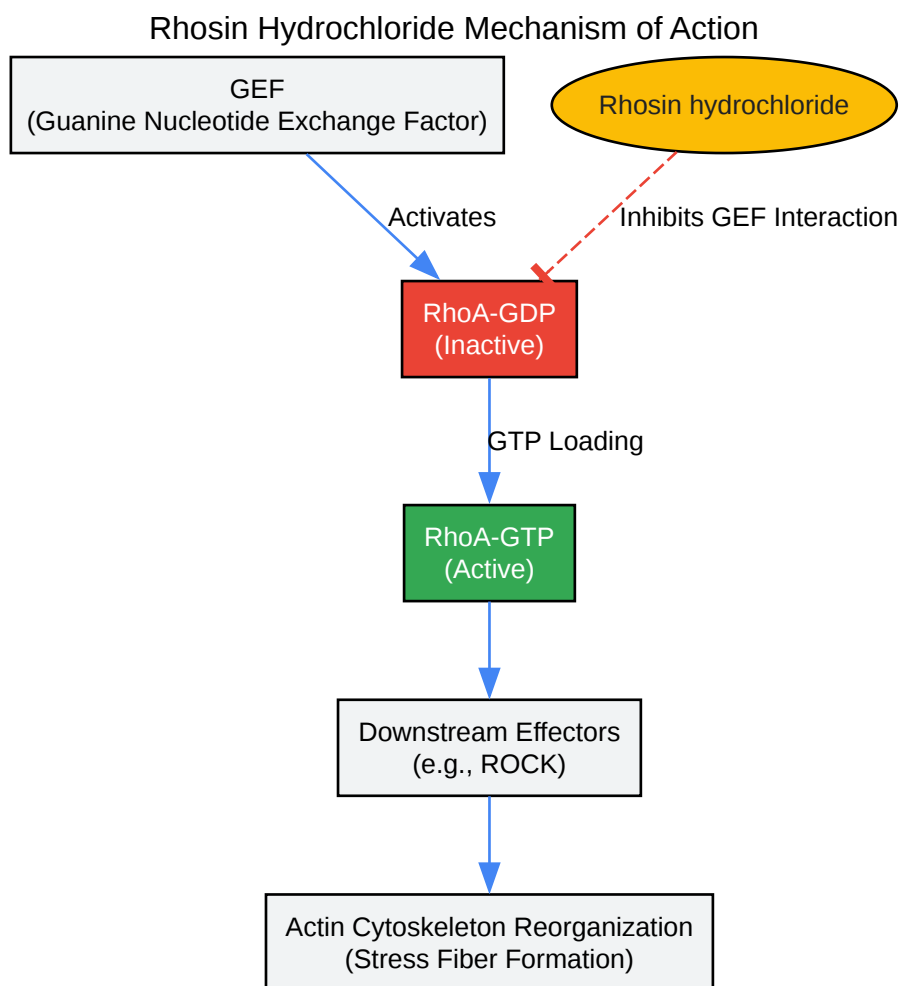 Rhosin Hydrochloride Mechanism of Action
GEF
(Guanine Nucleotide Exchange Factor)
Rhosin hydrochloride
Activates
Inhibits GEF Interaction
RhoA-GDP
(Inactive)
GTP Loading
RhoA-GTP
(Active)
Downstream Effectors
(e.g., ROCK)
Actin Cytoskeleton Reorganization
(Stress Fiber Formation)